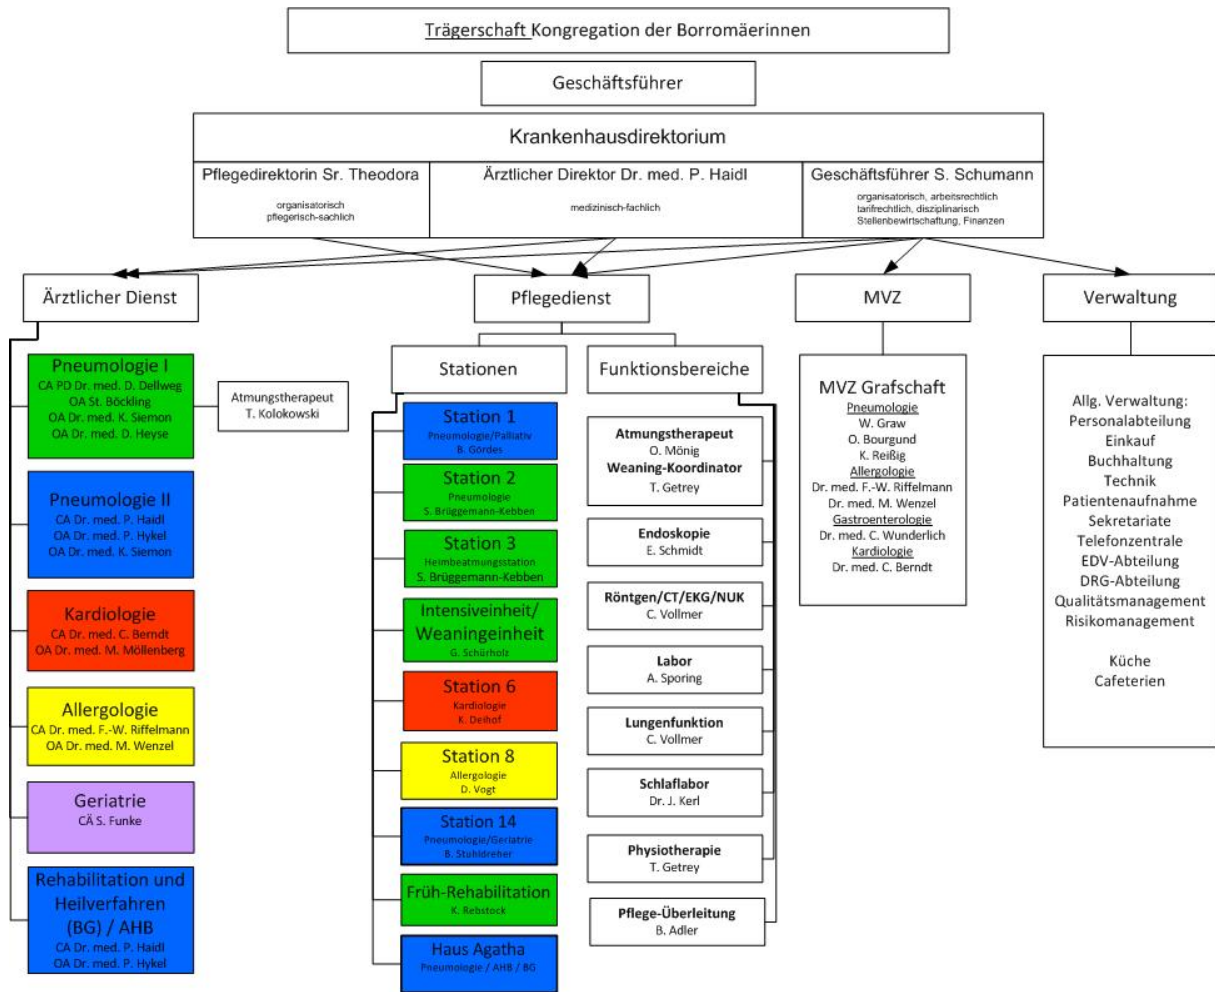 Trägerschaft Kongregation der Borromäerinnen
Geschäftsführer
Krankenhausdirektorium
Pflegedirektorin Sr. Theodora
organisatorisch
pflegerisch-sachlich
Ärztlicher Direktor Dr. med. P. Haidl
medizinisch-fachlich
Geschäftsführer S. Schumann
organisatorisch, arbeitsrechtlich
tarifrechtlich, disziplinarisch
Stellenbewirtschaftung, Finanzen
Ärztlicher Dienst
Pneumologie I
CA PD Dr. med. D. Dellweg
OA St. Böckling
OA Dr. med. K. Siemon
OA Dr. med. D. Heyse
Atmungstherapeut
T. Kolokowski
Pneumologie II
CA Dr. med. P. Haidl
OA Dr. med. P. Hykel
OA Dr. med. K. Siemon
Kardiologie
CA Dr. med. C. Berndt
OA Dr. med. M. Möllenberg
Allergologie
CA Dr. med. F.-W. Riffelmann
OA Dr. med. M. Wenzel
Geriatrie
CÄ S. Funke
Rehabilitation und
Heilverfahren
(BG) / AHB
CA Dr. med. P. Haidl
OA Dr. med. P. Hykel
Pflegedienst
Stationen
Station 1
Pneumologie/Palliativ
B. Gördes
Station 2
Pneumologie
S. Brüggemann-Kebben
Station 3
Heimbeatmungsstation
S. Brüggemann-Kebben
Intensiveinheit/
Weaningeinheit
G. Schürholz
Station 6
Kardiologie
K. Deihof
Station 8
Allergologie
D. Vogt
Station 14
Pneumologie/Geriatrie
B. Stuhldreher
Früh-Rehabilitation
K. Rebstock
Haus Agatha
Pneumologie / AHB / BG
Funktionsbereiche
Atmungstherapeut
O. Mönig
Weaning-Koordinator
T. Getrey
Endoskopie
E. Schmidt
Röntgen/CT/EKG/NUK
C. Vollmer
Labor
A. Sporing
Lungenfunktion
C. Vollmer
Schlaflabor
Dr. J. Kerl
Physiotherapie
T. Getrey
Pflege-Überleitung
B. Adler
MVZ
MVZ Grafschaft
Pneumologie
W. Graw
O. Bourgund
K. Reißig
Allergologie
Dr. med. F.-W. Riffelmann
Dr. med. M. Wenzel
Gastroenterologie
Dr. med. C. Wunderlich
Kardiologie
Dr. med. C. Berndt
Verwaltung
Allg. Verwaltung:
Personalabteilung
Einkauf
Buchhaltung
Technik
Patientenaufnahme
Sekretariate
Telefonzentrale
EDV-Abteilung
DRG-Abteilung
Qualitätsmanagement
Risikomanagement
Küche
Cafeterien